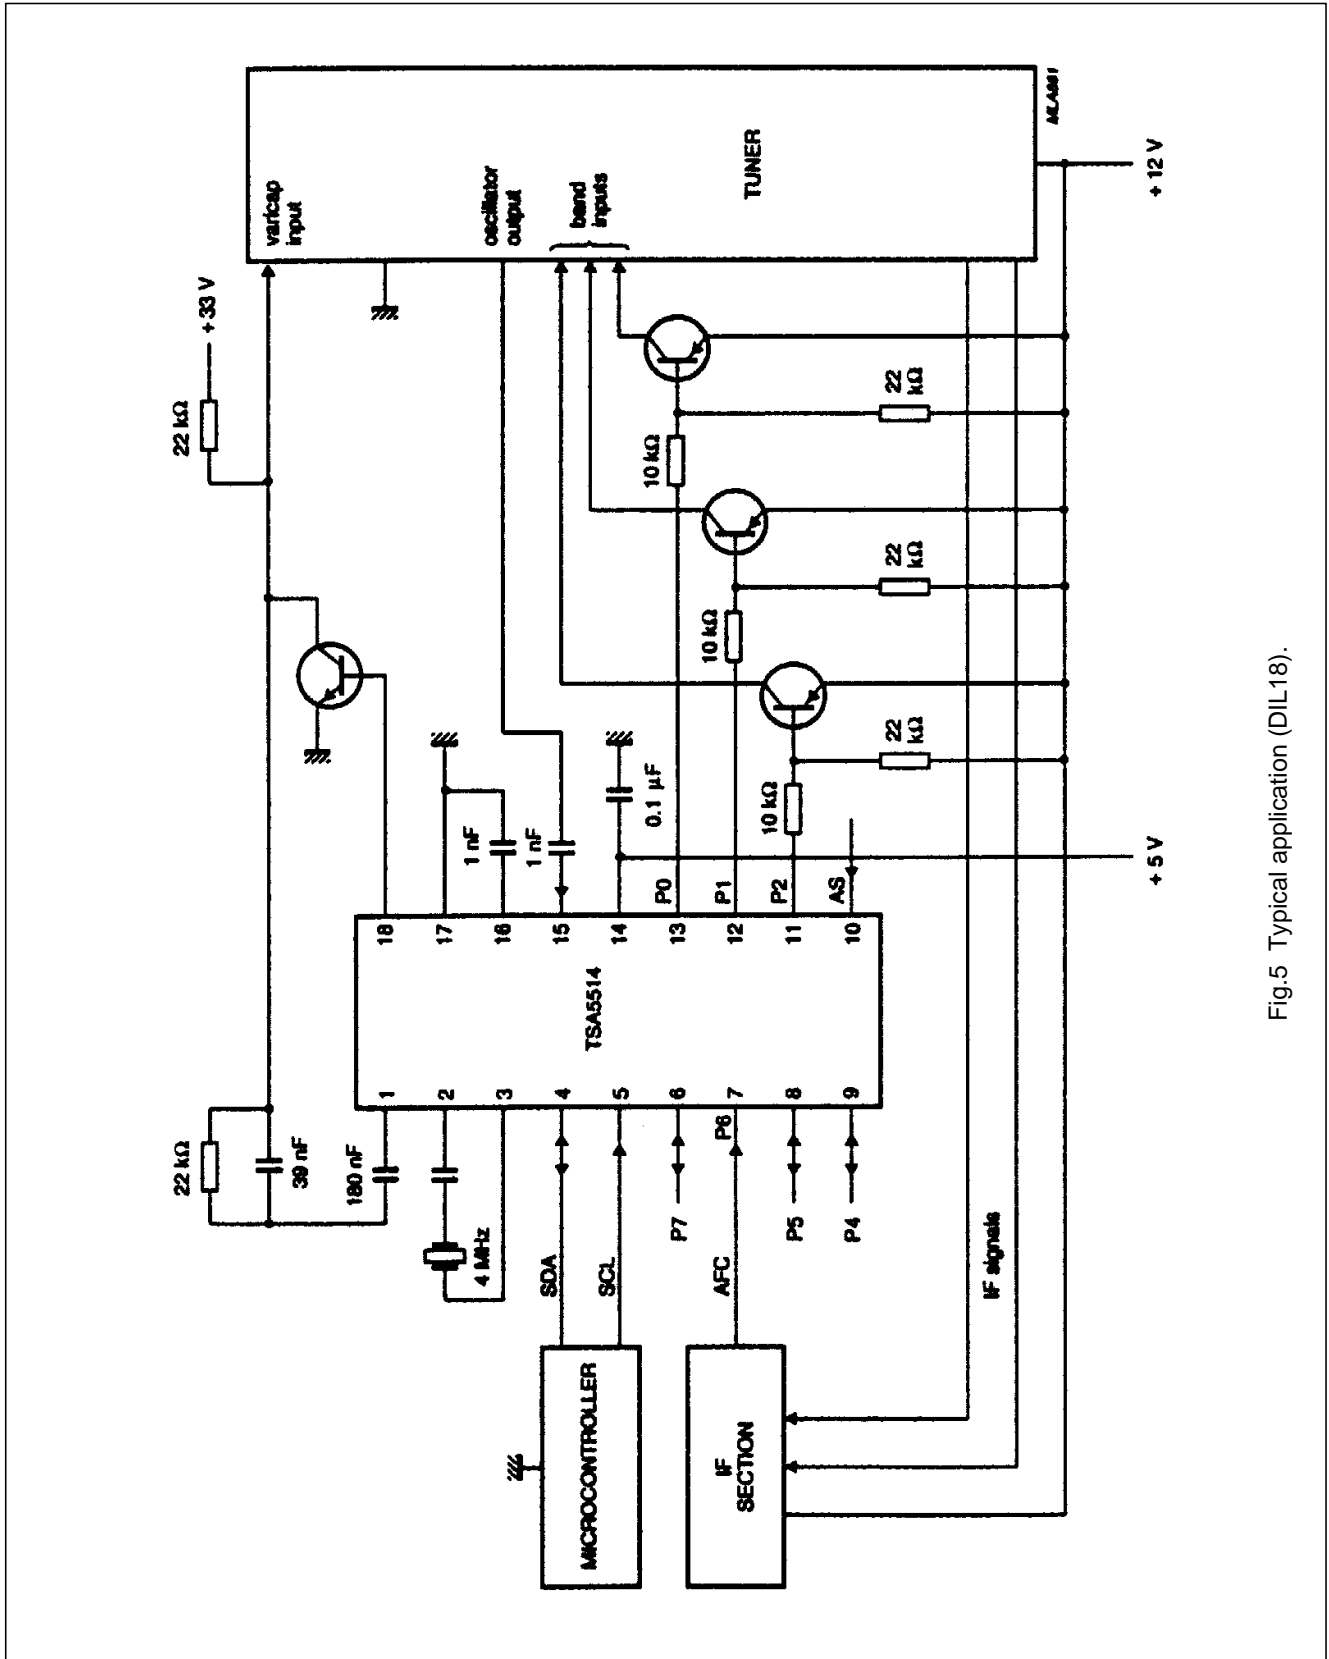 22 kΩ
39 nF
180 nF
4 MHz
22 kΩ
+ 33 V
varicap
input
oscillator
output
band
inputs
TUNER
MLA661
+ 12 V
TSA5514
1
2
3
4
5
6
7
8
9
18
17
16
15
14
13
12
11
10
1 nF
1 nF
0.1 µF
P0
P1
P2
AS
10 kΩ
10 kΩ
10 kΩ
22
kΩ
22
kΩ
22
kΩ
+ 5 V
SDA
SCL
P7
P6
AFC
P5
P4
MICROCONTROLLER
IF
SECTION
IF signals
Fig.5 Typical application (DIL18).